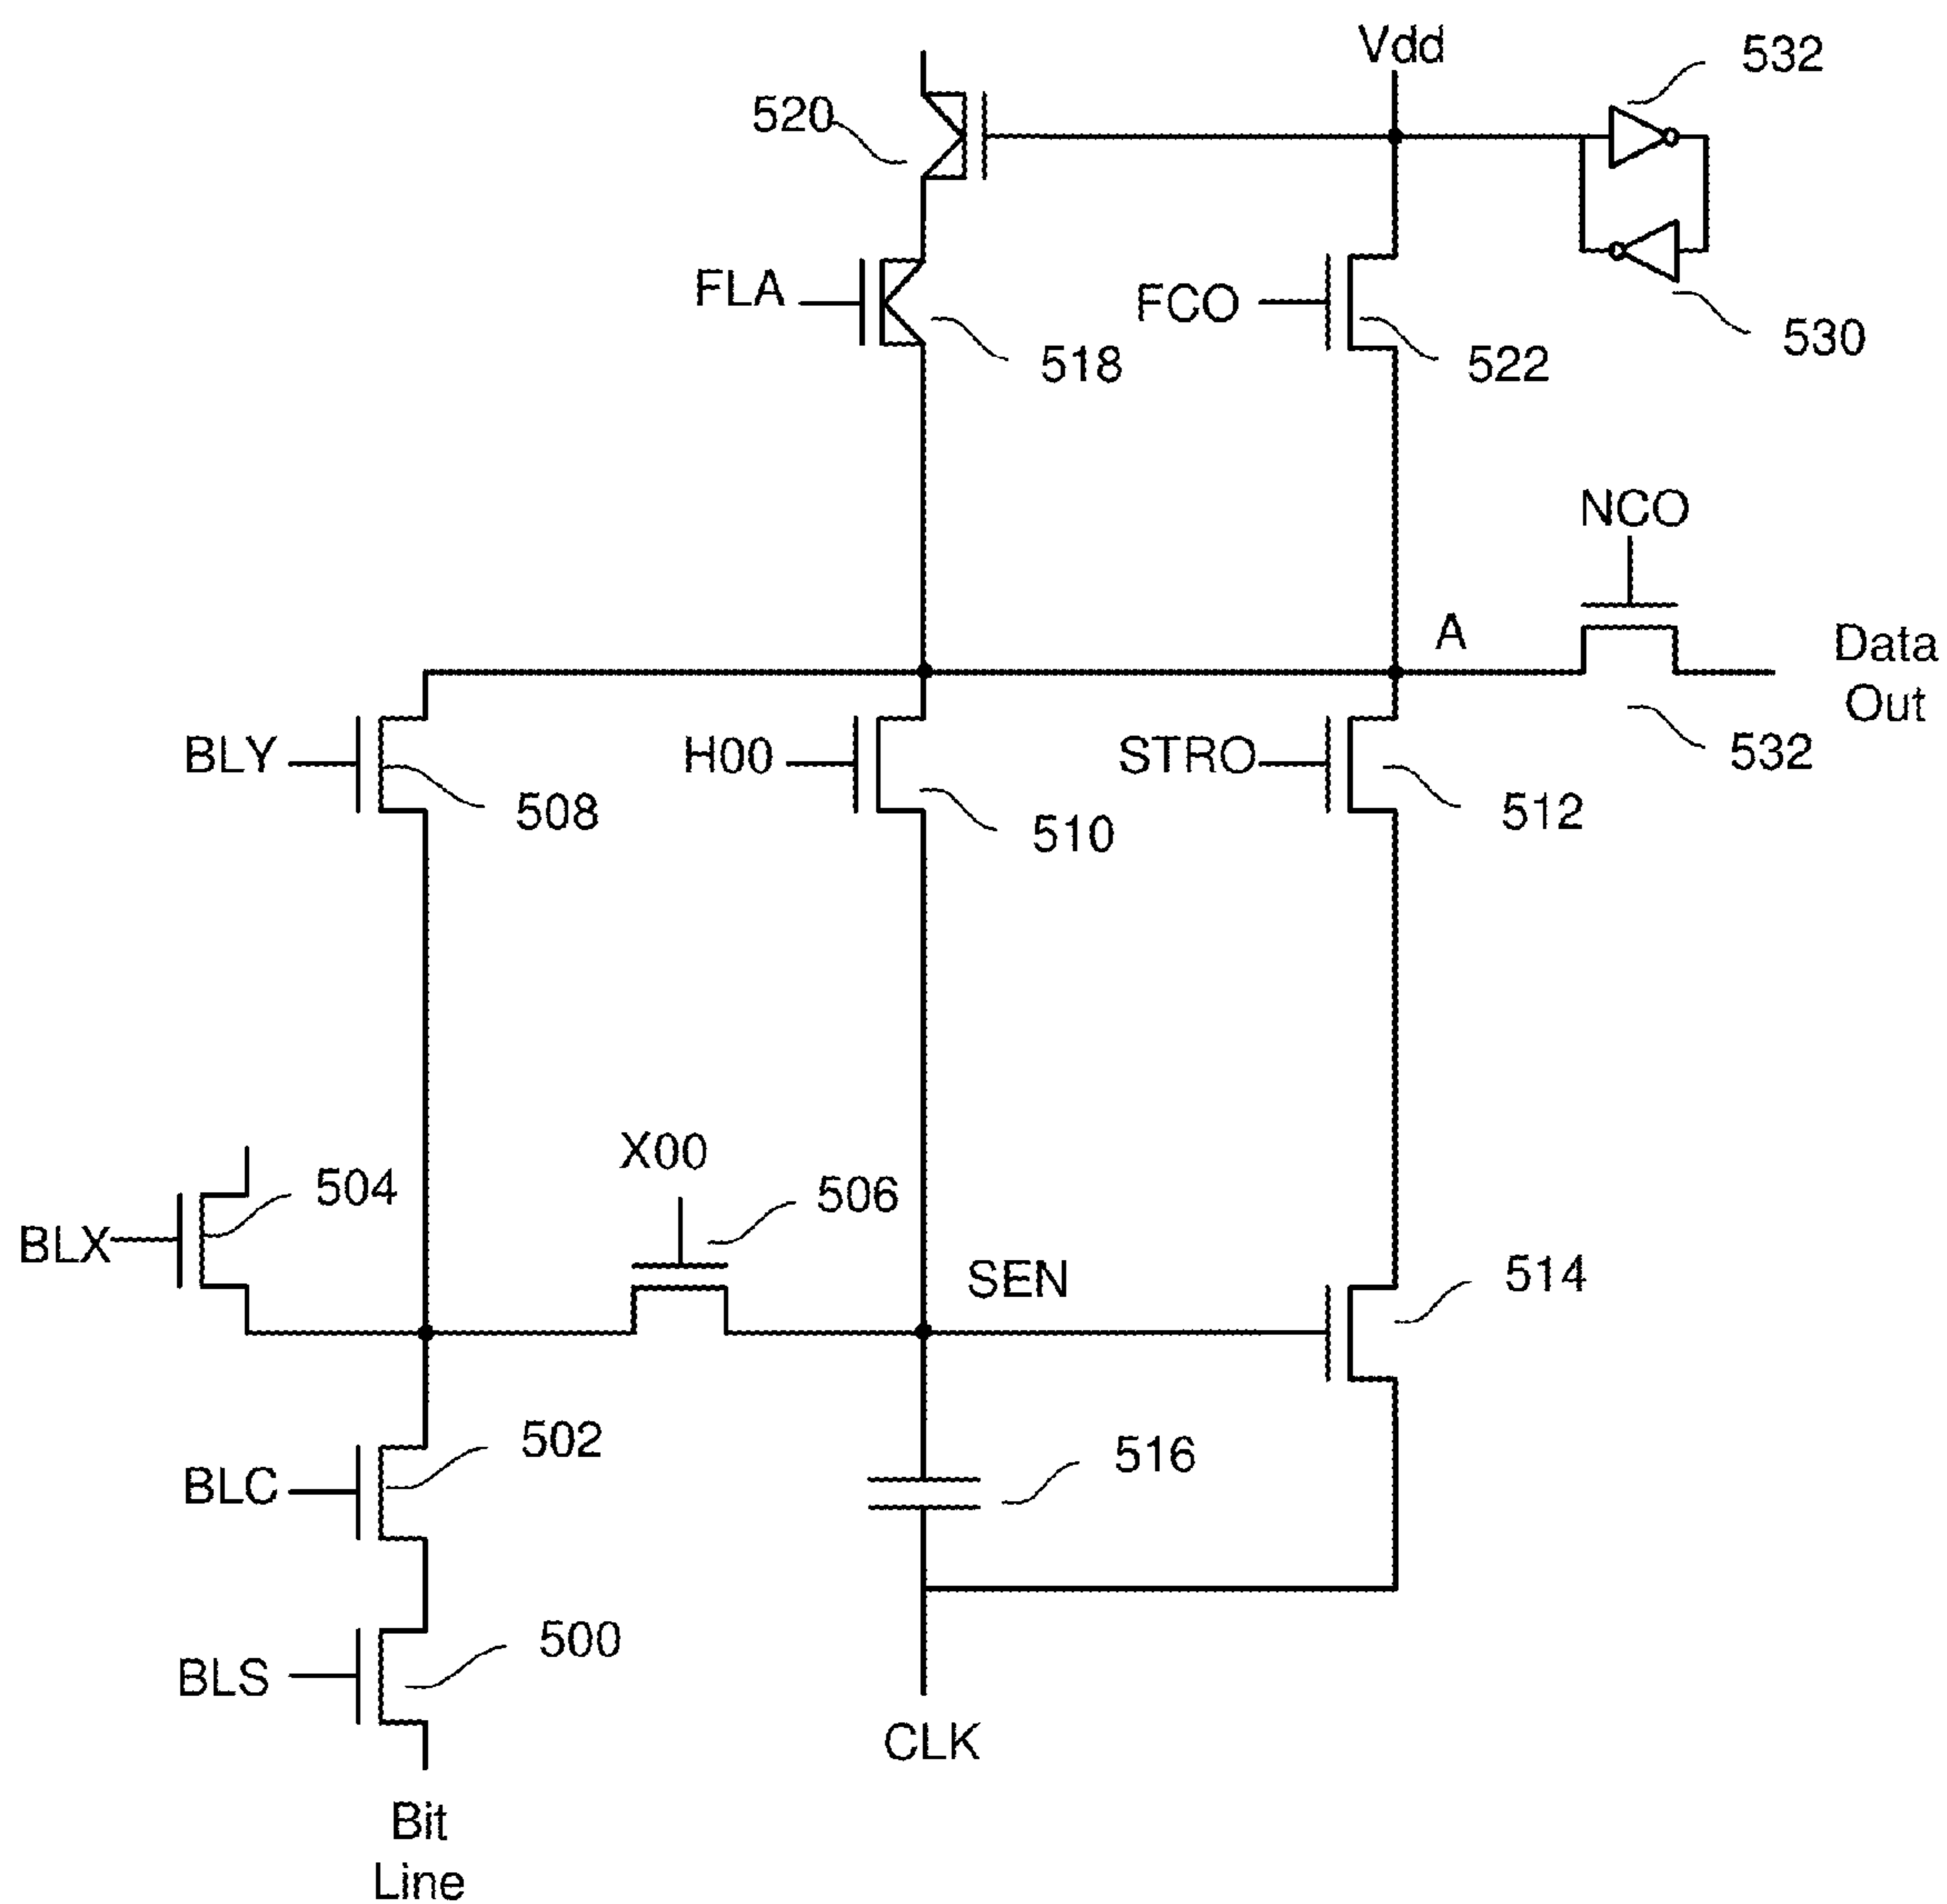 Vdd
532
520
FLA
518
FCO
522
530
NCO
A
Data
Out
532
BLY
508
H00
510
STRO
512
X00
506
504
BLX
SEN
514
BLC
502
516
BLS
500
CLK
Bit
Line